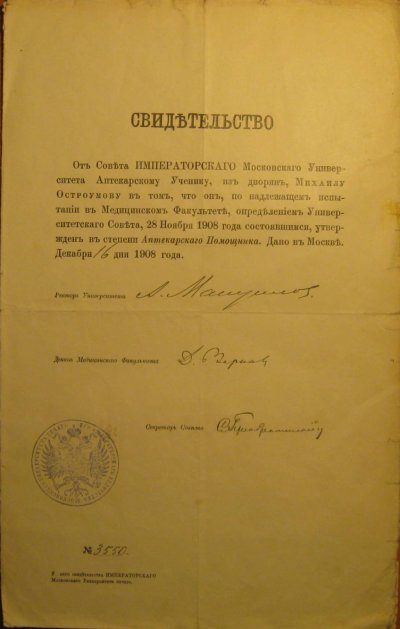 СВИДѢТЕЛЬСТВО
Отъ Совѣта ИМПЕРАТОРСКАГО Московскаго Универ-
ситета Аптекарскому Ученику, изъ дворянъ, Михаилу
Остроумову въ томъ, что онъ, по надлежащемъ испы-
таніи въ Медицинскомъ Факультетѣ, опредѣленіемъ Универ-
ситетскаго Совѣта, 28 Ноября 1908 года состоявшимся, утвер-
жденъ въ степени Аптекарскаго Помощника. Дано въ Москвѣ.
Декабря 16 дня 1908 года.
Ректоръ Университета
Деканъ Медицинскаго Факультета
Секретарь Совѣта
№ 3550.
У сего свидѣтельства ИМПЕРАТОРСКАГО
Московскаго Университета печать.